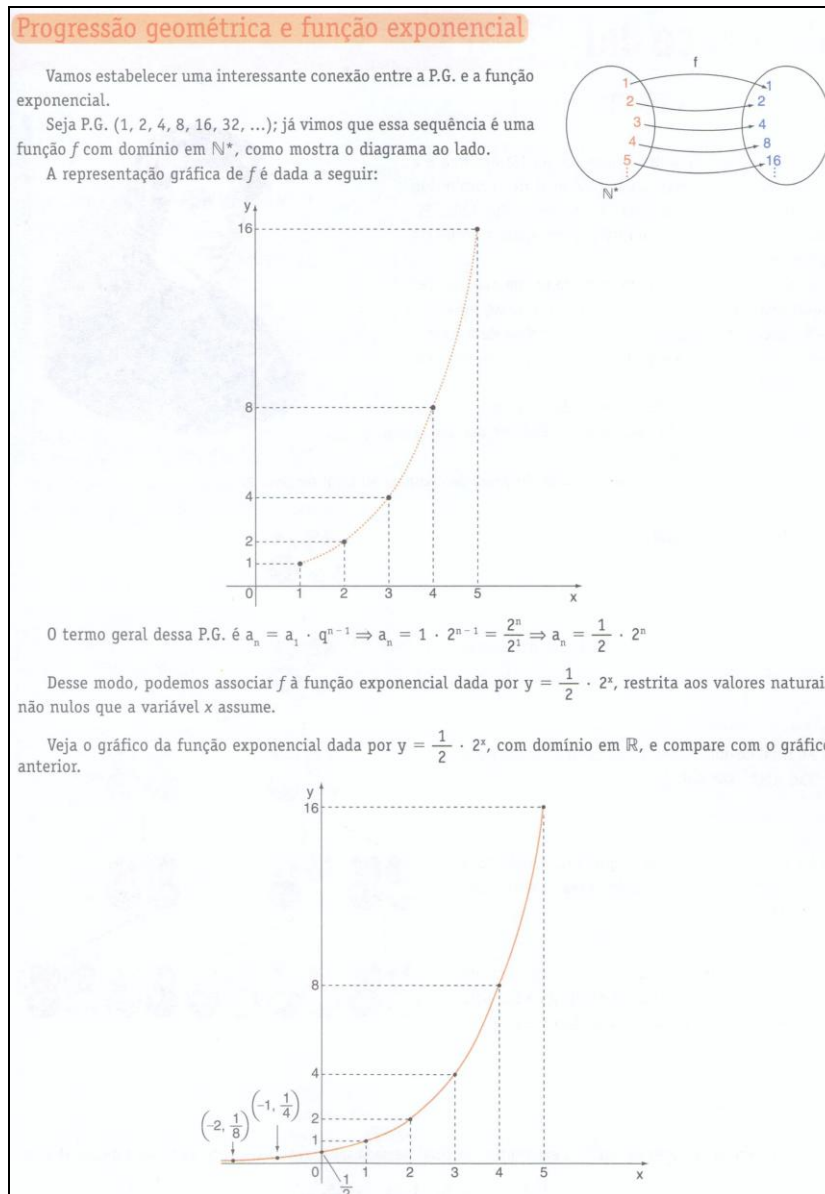 Progressão geométrica e função exponencial
Vamos estabelecer uma interessante conexão entre a P.G. e a função
exponencial.
Seja P.G. (1, 2, 4, 8, 16, 32, ...); já vimos que essa sequência é uma
função f com domínio em ℕ*, como mostra o diagrama ao lado.
A representação gráfica de f é dada a seguir:
f
1 1
2 2
3 4
4 8
5 16
⋮ ⋮
ℕ*
y
16
8
4
2
1
0 1 2 3 4 5 x
O termo geral dessa P.G. é aₙ = a₁ · qⁿ⁻¹ ⇒ aₙ = 1 · 2ⁿ⁻¹ = 2ⁿ/2¹ ⇒ aₙ = 1/2 · 2ⁿ
Desse modo, podemos associar f à função exponencial dada por y = 1/2 · 2ˣ, restrita aos valores naturai
não nulos que a variável x assume.
Veja o gráfico da função exponencial dada por y = 1/2 · 2ˣ, com domínio em ℝ, e compare com o gráfico
anterior.
y
16
8
4
2
1
(-2, 1/8) (-1, 1/4)
0 1 2 3 4 5 x
1/2